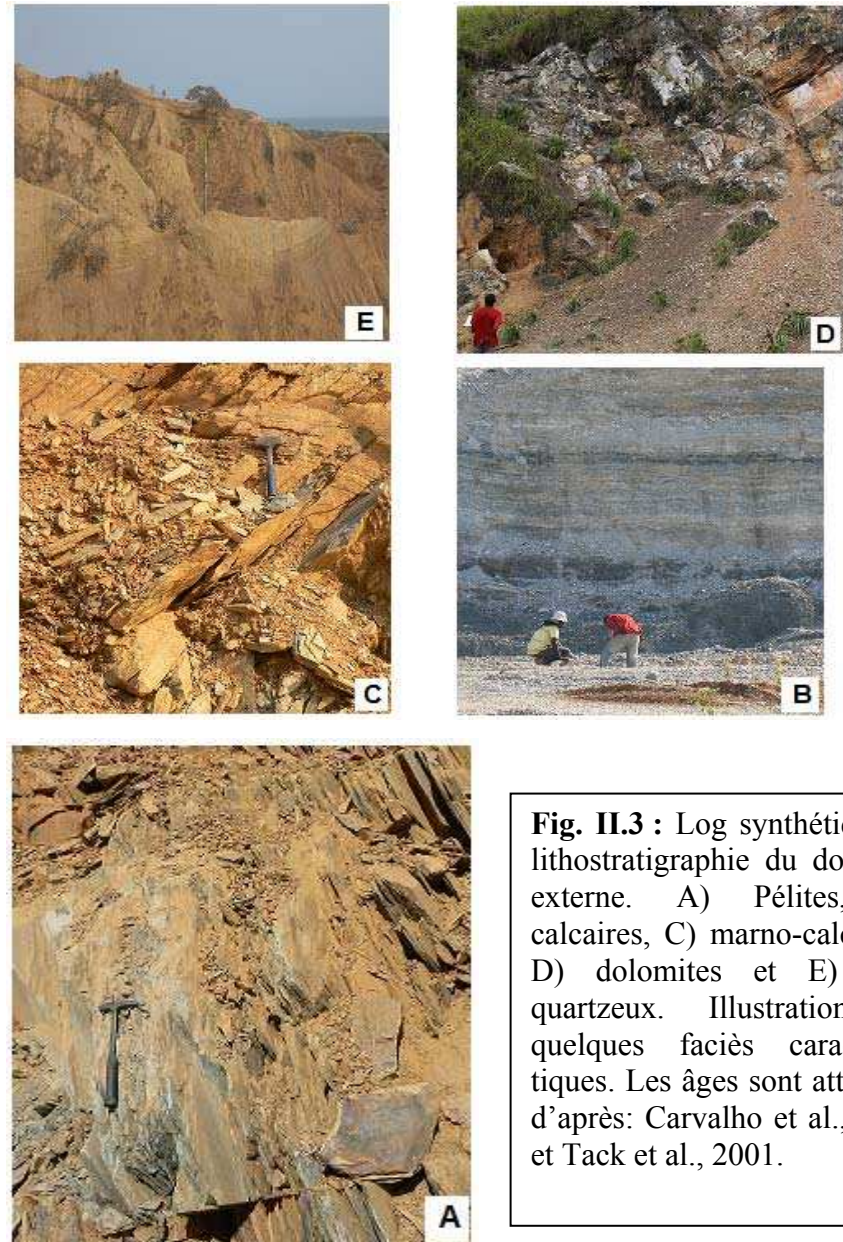 E
D
C
B
A
Fig. II.3 : Log
lithostratigraphie du
externe. A) Pélites,
calcaires, C)
D) dolomites et E)
quartzeux.
quelques faciès
tiques. Les âges sont
d’après: Carvalho et al.,
et Tack et al., 2001.